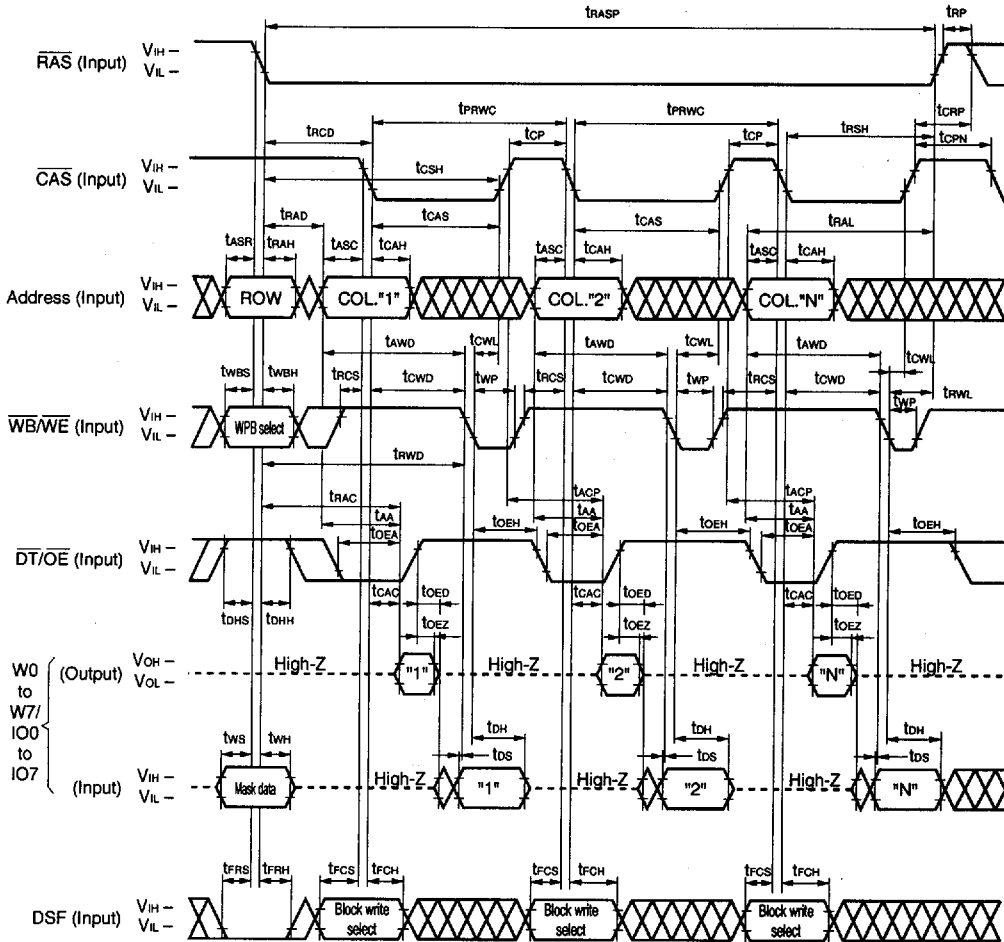 tRASP
tRP
RAS (Input)
VIH –
VIL –
tCRP
tPRWC
tPRWC
tRCD
tCP
tCP
tRSH
tCPN
CAS (Input)
VIH –
VIL –
tCSH
tRAD
tCAS
tCAS
tRAL
tASR
tRAH
tASC
tCAH
tASC
tCAH
tASC
tCAH
Address (Input)
VIH –
VIL –
ROW
COL."1"
COL."2"
COL."N"
tAWD
tCWL
tAWD
tCWL
tAWD
tCWL
tWBS
tWBH
tRCS
tCWD
tWP
tRCS
tCWD
tWP
tRCS
tCWD
tWP
tRWL
WB/WE (Input)
VIH –
VIL –
WPB select
tRWD
tRAC
tACP
tACP
tAA
tAA
tAA
tOEA
tOEH
tOEA
tOEH
tOEA
tOEH
DT/OE (Input)
VIH –
VIL –
tDHS
tDHH
tCAC
tOED
tCAC
tOED
tCAC
tOED
tOEZ
tOEZ
tOEZ
W0
to
W7/
IO0
to
IO7
(Output)
VOH –
VOL –
High-Z
"1"
High-Z
"2"
High-Z
"N"
High-Z
tDH
tDH
tDH
tWS
tWH
tDS
tDS
tDS
(Input)
VIH –
VIL –
Mask data
High-Z
"1"
High-Z
"2"
High-Z
"N"
tFRS
tFRH
tFCS
tFCH
tFCS
tFCH
tFCS
tFCH
DSF (Input)
VIH –
VIL –
Block write
select
Block write
select
Block write
select